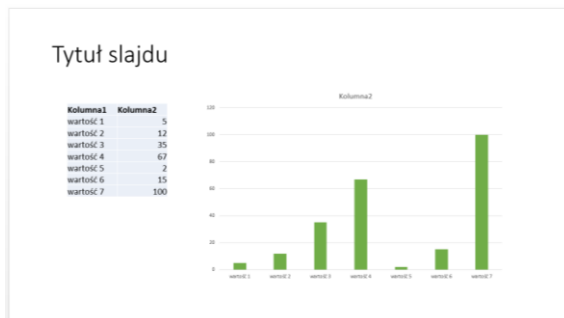 Tytuł slajdu
Kolumna1 Kolumna2
wartość 1 5
wartość 2 12
wartość 3 35
wartość 4 67
wartość 5 2
wartość 6 15
wartość 7 100
Kolumna2
120
100
80
60
40
20
0
wartość 1 wartość 2 wartość 3 wartość 4 wartość 5 wartość 6 wartość 7